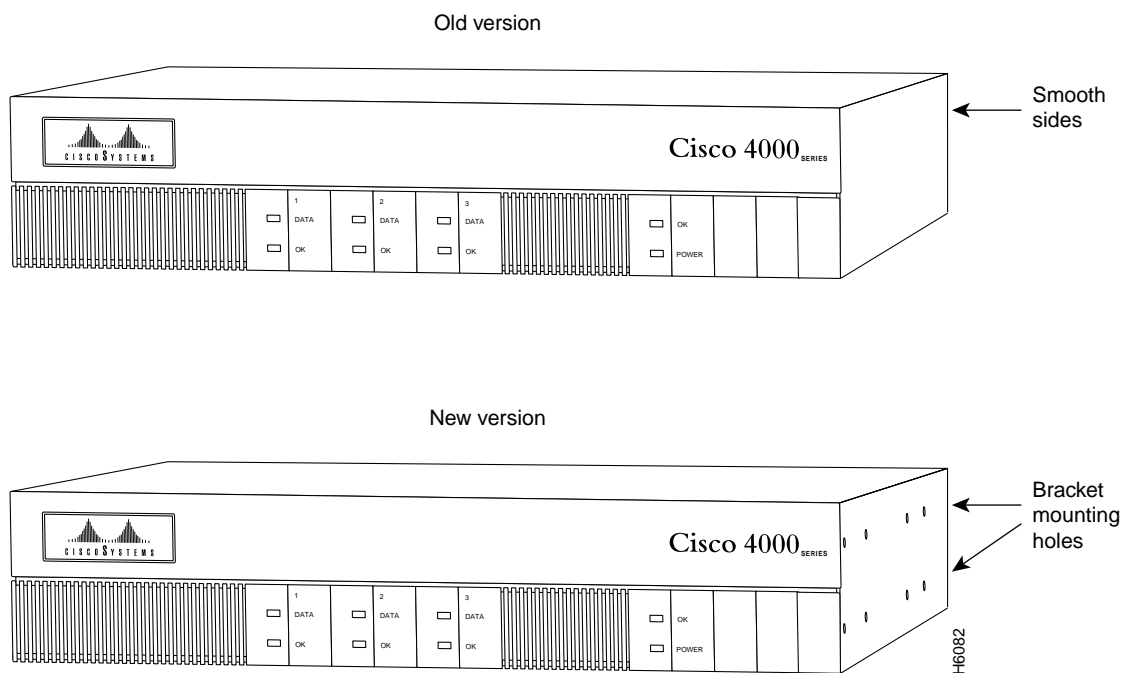 Old version
Smooth
sides
CISCO SYSTEMS
Cisco 4000 SERIES
1
DATA
OK
2
DATA
OK
3
DATA
OK
OK
POWER
New version
Bracket
mounting
holes
CISCO SYSTEMS
Cisco 4000 SERIES
1
DATA
OK
2
DATA
OK
3
DATA
OK
OK
POWER
H6082